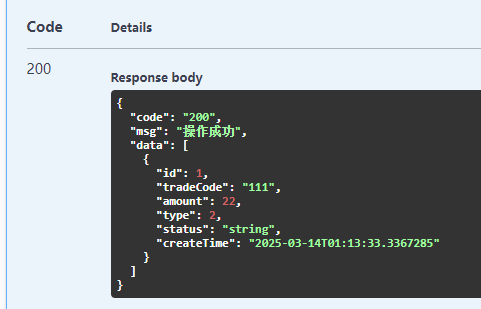 Code Details
200
Response body
{
"code": "200",
"msg": "操作成功",
"data": [
{
"id": 1,
"tradeCode": "111",
"amount": 22,
"type": 2,
"status": "string",
"createTime": "2025-03-14T01:13:33.3367285"
}
]
}